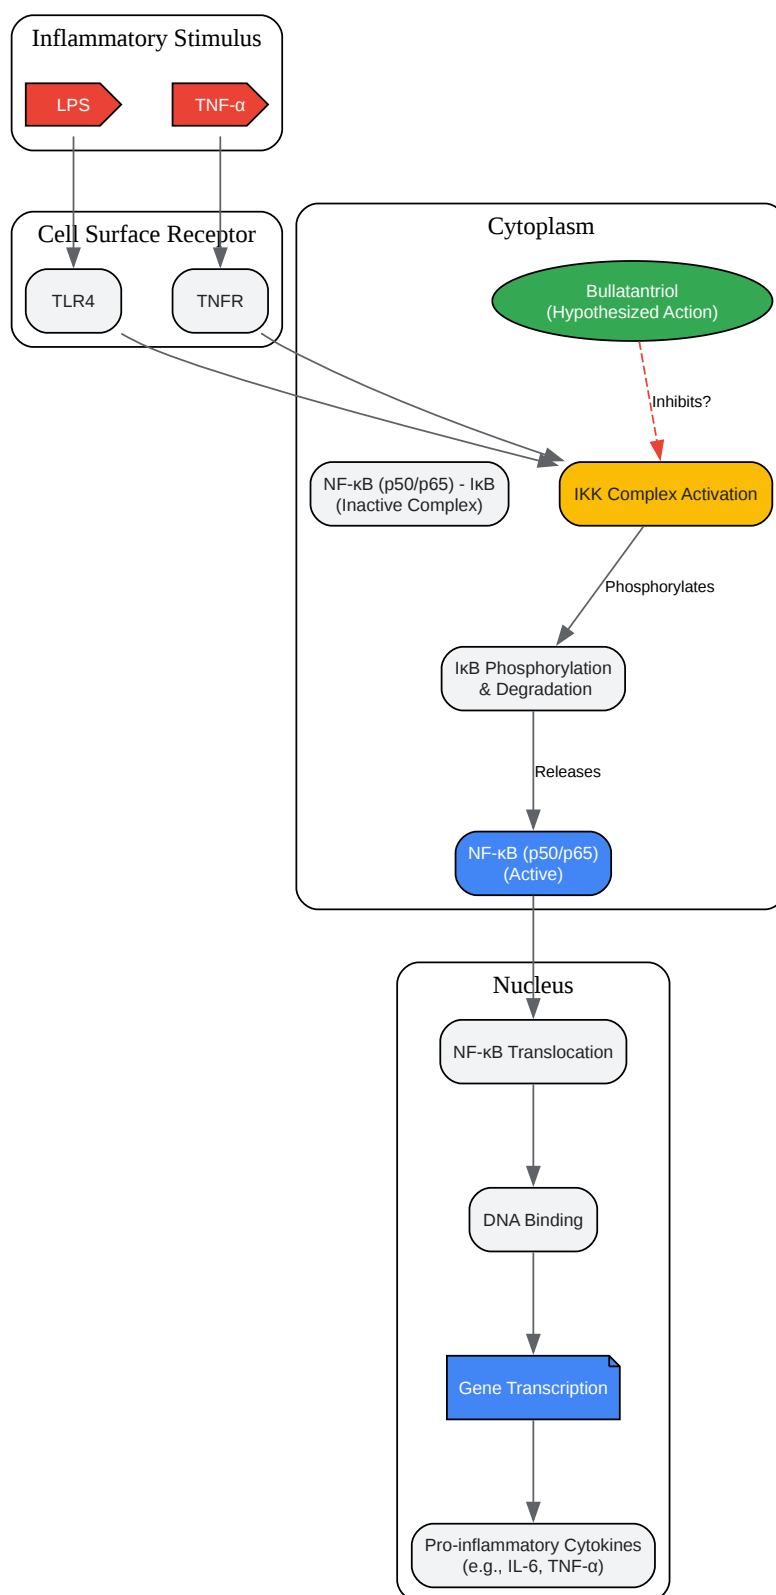 Inflammatory Stimulus
LPS
TNF-α
Cell Surface Receptor
TLR4
TNFR
Cytoplasm
Bullatantriol
(Hypothesized Action)
Inhibits?
NF-κB (p50/p65) - IκB
(Inactive Complex)
IKK Complex Activation
Phosphorylates
IκB Phosphorylation
& Degradation
Releases
NF-κB (p50/p65)
(Active)
Nucleus
NF-κB Translocation
DNA Binding
Gene Transcription
Pro-inflammatory Cytokines
(e.g., IL-6, TNF-α)